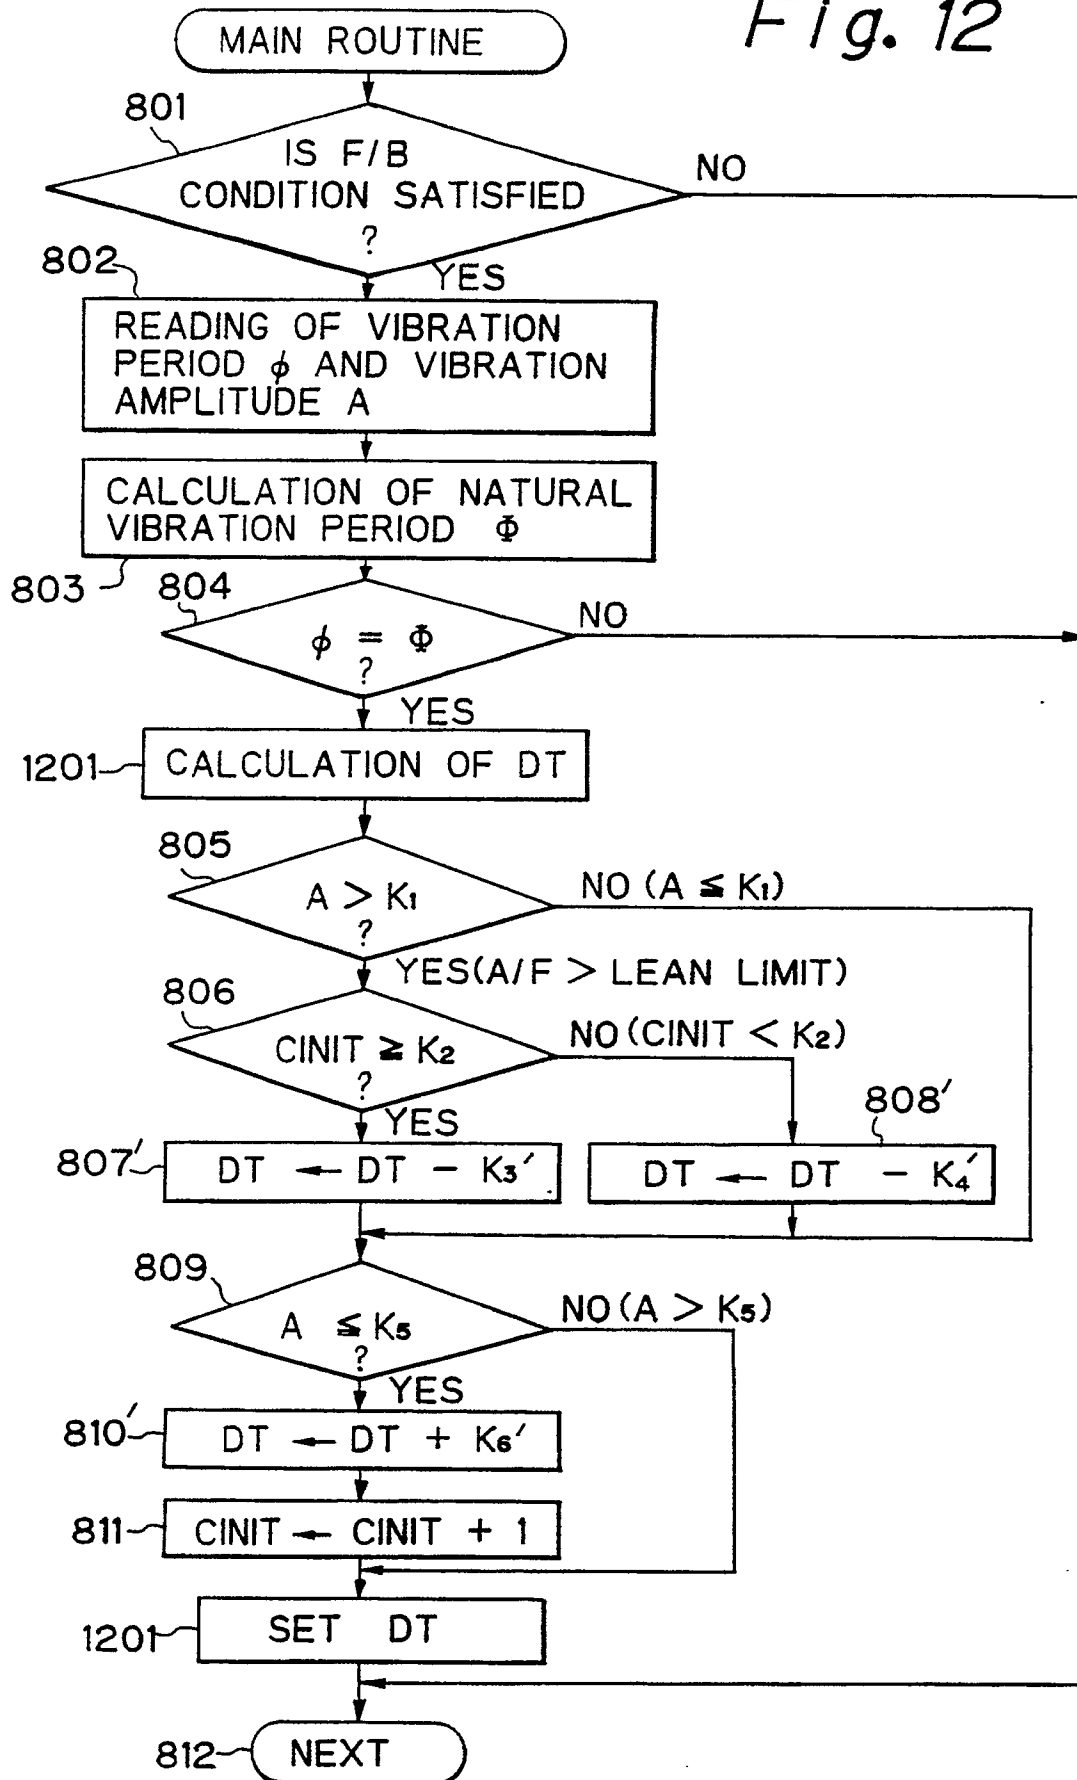 Fig. 12
MAIN ROUTINE
801
IS F/B
CONDITION SATISFIED
?
NO
YES
802
READING OF VIBRATION
PERIOD ϕ AND VIBRATION
AMPLITUDE A
CALCULATION OF NATURAL
VIBRATION PERIOD Φ
803
804
ϕ = Φ
?
NO
YES
1201
CALCULATION OF DT
805
A > K1
?
NO (A ≦ K1)
YES(A/F > LEAN LIMIT)
806
CINIT ≧ K2
?
NO(CINIT < K2)
YES
807'
DT ← DT - K3'
808'
DT ← DT - K4'
809
A ≦ K5
?
NO(A > K5)
YES
810'
DT ← DT + K6'
811
CINIT ← CINIT + 1
1201
SET DT
812
NEXT